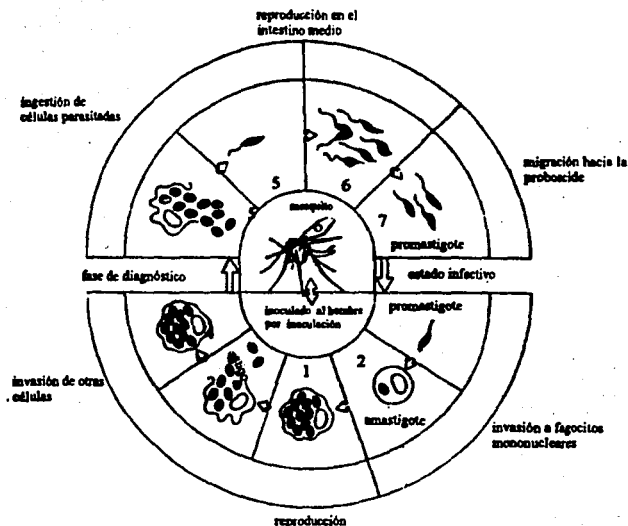 reproducción en el
intestino medio
ingestión de
células parasitadas
migración hacia la
proboscide
5
6
7
mosquito
promastigote
fase de diagnóstico
estado infectivo
inoculado al hombre
por inoculación
promastigote
1
2
amastigote
invasión de otras
células
invasión a fagocitos
mononucleares
reproducción